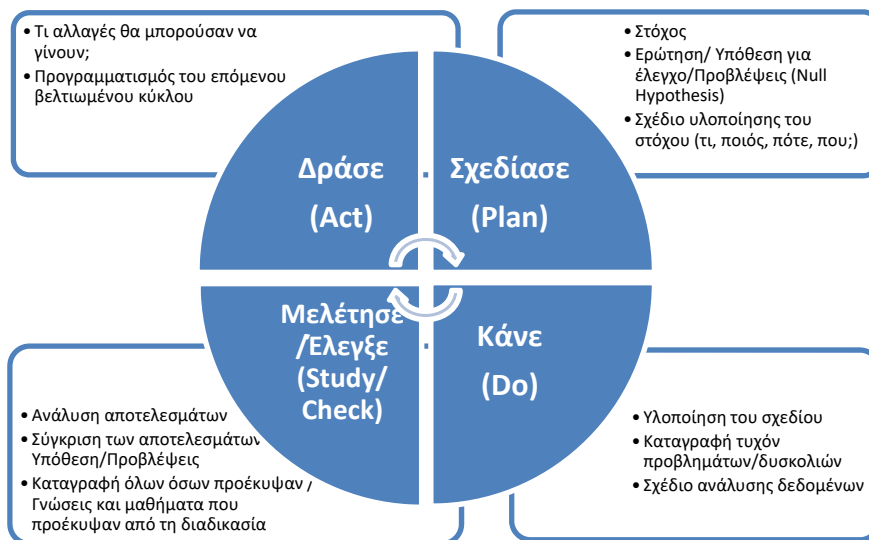 • Τι αλλαγές θα μπορούσαν να
γίνουν;
• Προγραμματισμός του επόμενου
βελτιωμένου κύκλου
• Στόχος
• Ερώτηση/ Υπόθεση για
έλεγχο/Προβλέψεις (Null
Hypothesis)
• Σχέδιο υλοποίησης του
στόχου (τι, ποιός, πότε, που;)
Δράσε
(Act)
Σχεδίασε
(Plan)
Μελέτησε
/Έλεγξε
(Study/
Check)
Κάνε
(Do)
• Ανάλυση αποτελεσμάτων
• Σύγκριση των αποτελεσμάτων
Υπόθεση/Προβλέψεις
• Καταγραφή όλων όσων προέκυψαν /
Γνώσεις και μαθήματα που
προέκυψαν από τη διαδικασία
• Υλοποίηση του σχεδίου
• Καταγραφή τυχόν
προβλημάτων/δυσκολιών
• Σχέδιο ανάλυσης δεδομένων